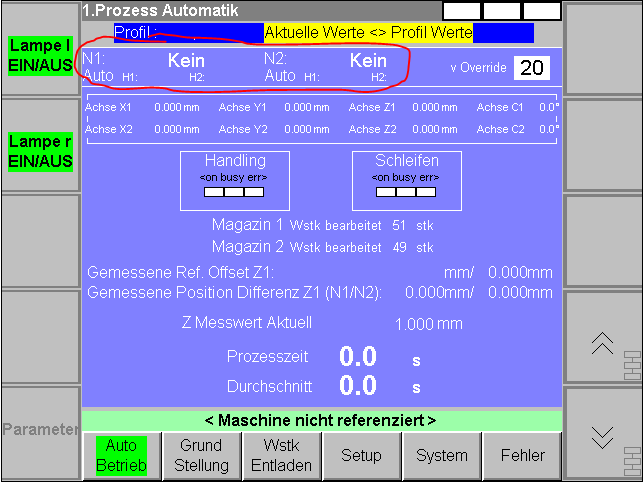 1.Prozess Automatik
Profil : Aktuelle Werte <> Profil Werte
Lampe l
EIN/AUS
N1: Kein N2: Kein
Auto H1: H2: Auto H1: H2:
v Override 20
Achse X1 0.000 mm Achse Y1 0.000 mm Achse Z1 0.000 mm Achse C1 0.0°
Achse X2 0.000 mm Achse Y2 0.000 mm Achse Z2 0.000 mm Achse C2 0.0°
Lampe r
EIN/AUS
Handling Schleifen
<on busy err> <on busy err>
Magazin 1 Wstk bearbeitet 51 stk
Magazin 2 Wstk bearbeitet 49 stk
Gemessene Ref. Offset Z1: mm/ 0.000mm
Gemessene Position Differenz Z1 (N1/N2): 0.000mm/ 0.000mm
Z Messwert Aktuell 1.000 mm
Prozesszeit 0.0 s
Durchschnitt 0.0 s
< Maschine nicht referenziert >
Parameter
Auto Betrieb
Grund Stellung
Wstk Entladen
Setup
System
Fehler